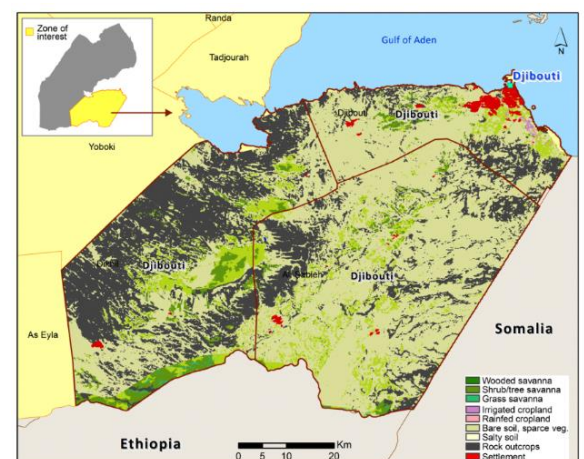 Zone of
interest
Randa
Tadjourah
Gulf of Aden
N
Djibouti
Yoboki
Djibouti
Djibouti
Djibouti
Ali Sabieh
Djibouti
As Eyla
Somalia
Ethiopia
Km
0 5 10 20
Wooded savanna
Shrub/tree savanna
Grass savanna
Irrigated cropland
Rainfed cropland
Bare soil, sparce veg.
Salty soil
Rock outcrops
Settlement